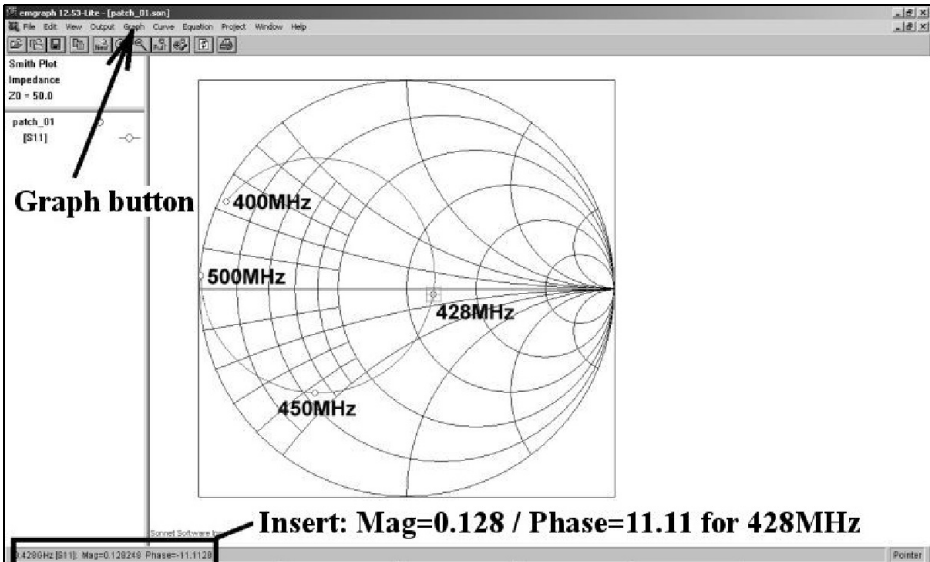 emgraph 12.53-Lite - [patch_01.son]
File Edit View Output Graph Curve Equation Project Window Help
Smith Plot
Impedance
Z0 = 50.0
patch_01
[S11]
Graph button
400MHz
500MHz
428MHz
450MHz
Insert: Mag=0.128 / Phase=11.11 for 428MHz
Sonnet Software
0.428GHz [S11]: Mag=0.128248 Phase=-11.1128
Pointer